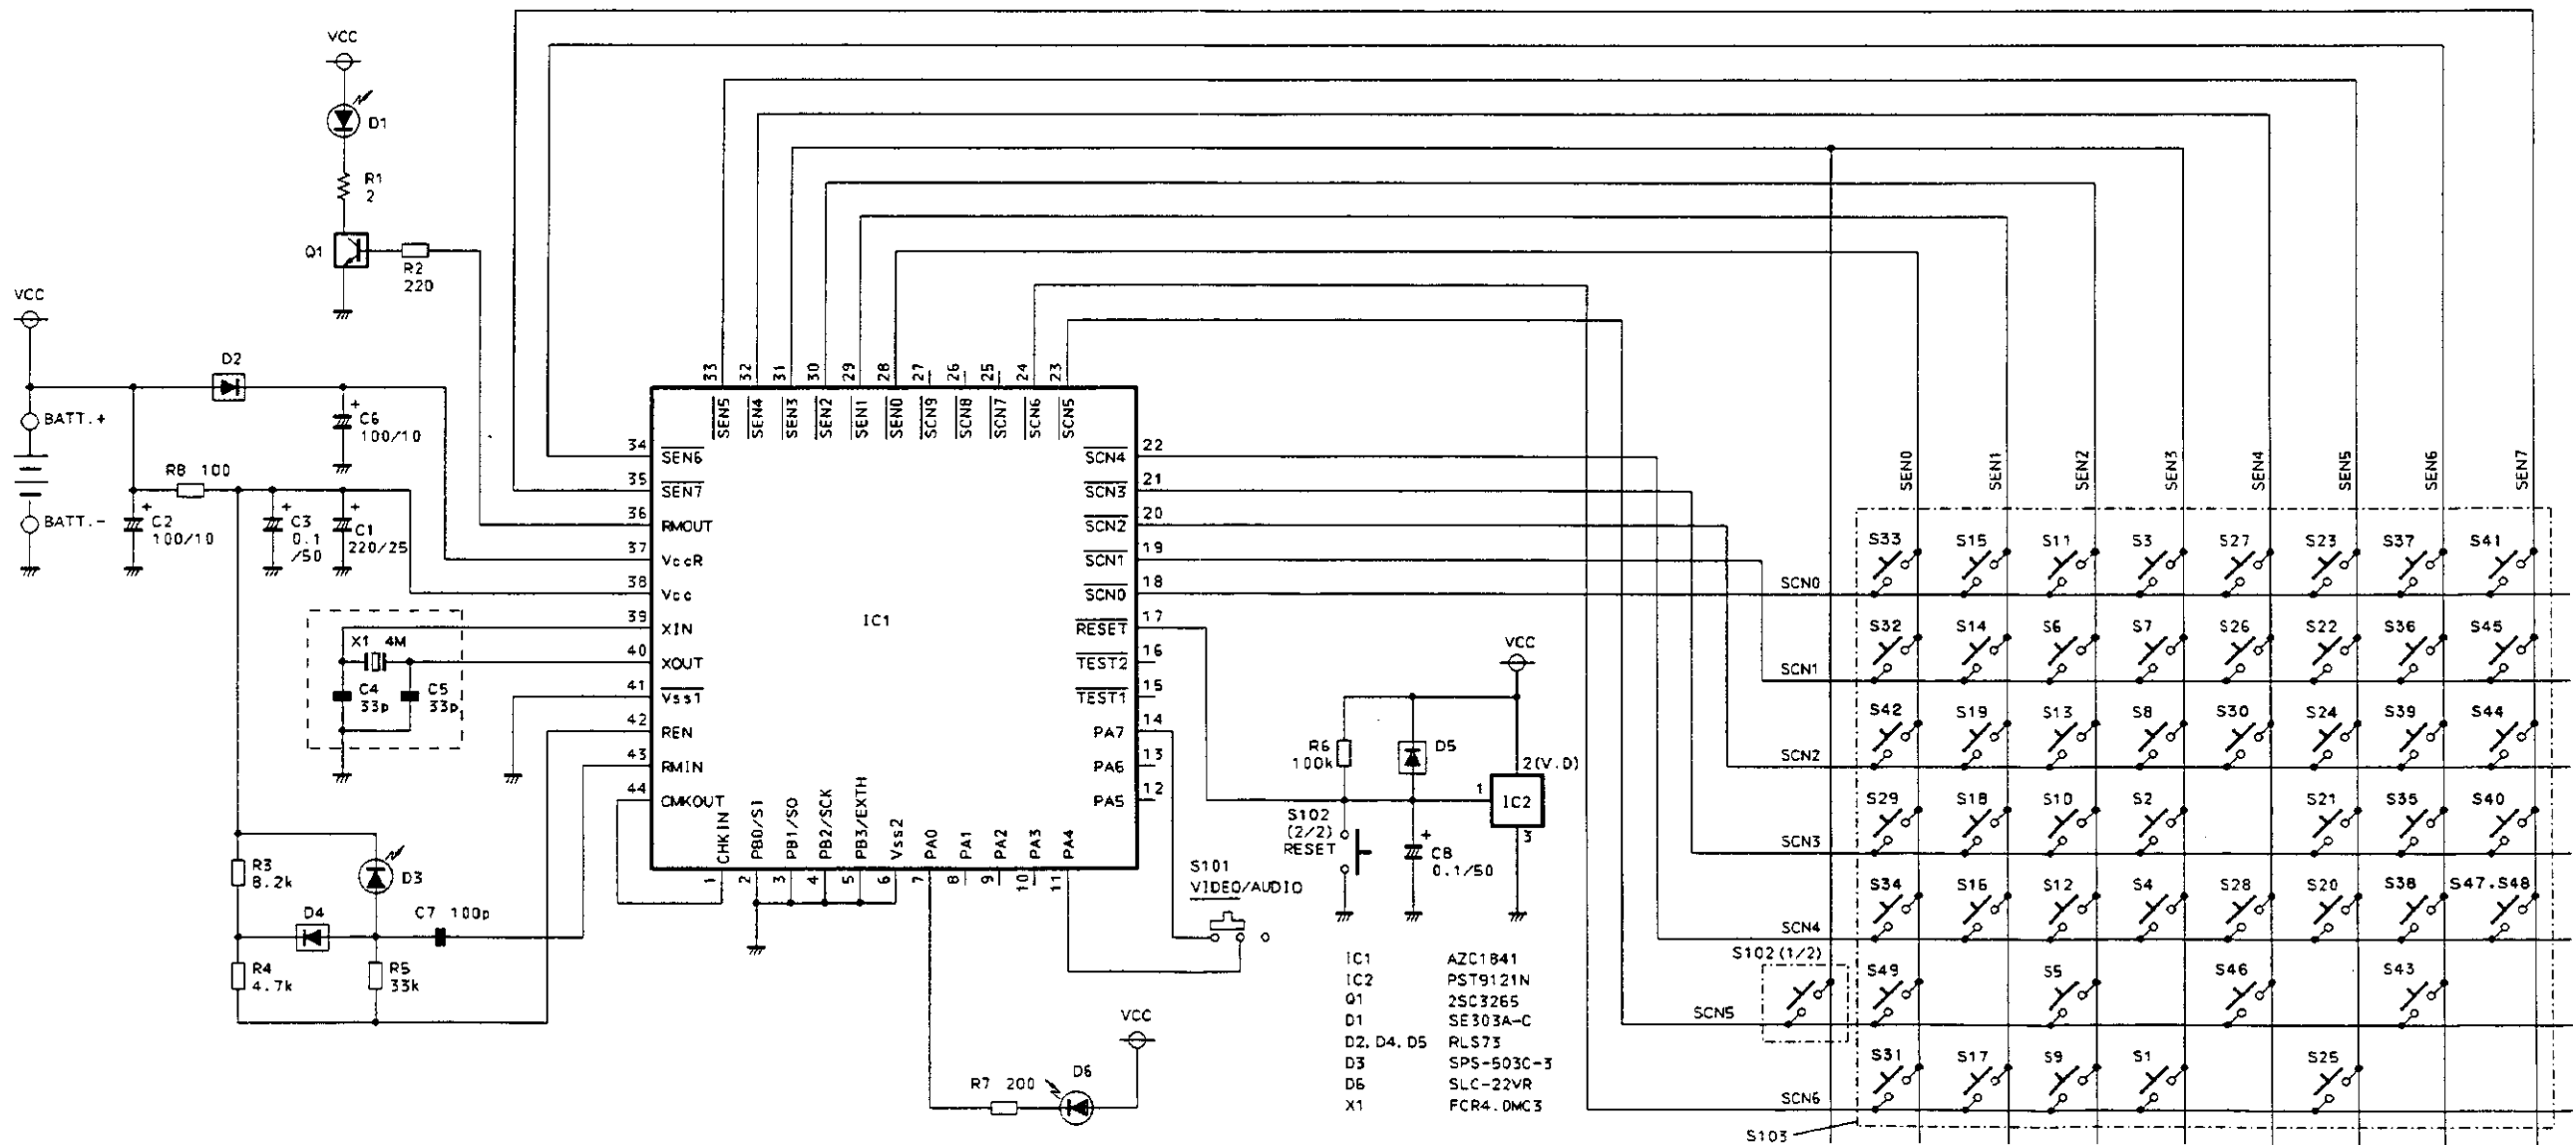 VCC
D1
R1
2
Q1
R2
220
VCC
D2
BATT.+
C6
100/10
R8 100
BATT.-
C2
100/10
C3
0.1
/50
C1
220/25
X1 4M
C4
33p
C5
33p
R3
8.2k
D3
D4
C7 100p
R4
4.7k
R5
33k
33 32 31 30 29 28 27 26 25 24 23
SEN5 SEN4 SEN3 SEN2 SEN1 SEN0 SCN9 SCN8 SCN7 SCN6 SCN5
34 SEN6
35 SEN7
36 RMOUT
37 VccR
38 Vcc
39 XIN
40 XOUT
41 Vss1
42 REN
43 RMIN
44 CMKOUT
IC1
SCN4 22
SCN3 21
SCN2 20
SCN1 19
SCN0 18
RESET 17
TEST2 16
TEST1 15
PA7 14
PA6 13
PA5 12
CHKIN PB0/SI PB1/SO PB2/SCK PB3/EXTH Vss2 PA0 PA1 PA2 PA3 PA4
1 2 3 4 5 6 7 8 9 10 11
VCC
R6
100k
D5
2(V.D)
1
IC2
3
S102
(2/2)
RESET
C8
0.1/50
S101
VIDEO/AUDIO
R7 200
D6
VCC
IC1 AZC1841
IC2 PST9121N
Q1 2SC3265
D1 SE303A-C
D2, D4, D5 RLS73
D3 SPS-503C-3
D6 SLC-22VR
X1 FCR4.0MC3
SEN0 SEN1 SEN2 SEN3 SEN4 SEN5 SEN6 SEN7
S33 S15 S11 S3 S27 S23 S37 S41
SCN0
S32 S14 S6 S7 S26 S22 S36 S45
SCN1
S42 S19 S13 S8 S30 S24 S39 S44
SCN2
S29 S18 S10 S2 S21 S35 S40
SCN3
S34 S16 S12 S4 S28 S20 S38 S47.S48
SCN4
S102(1/2)
S49 S5 S46 S43
SCN5
S31 S17 S9 S1 S25
SCN6
S103